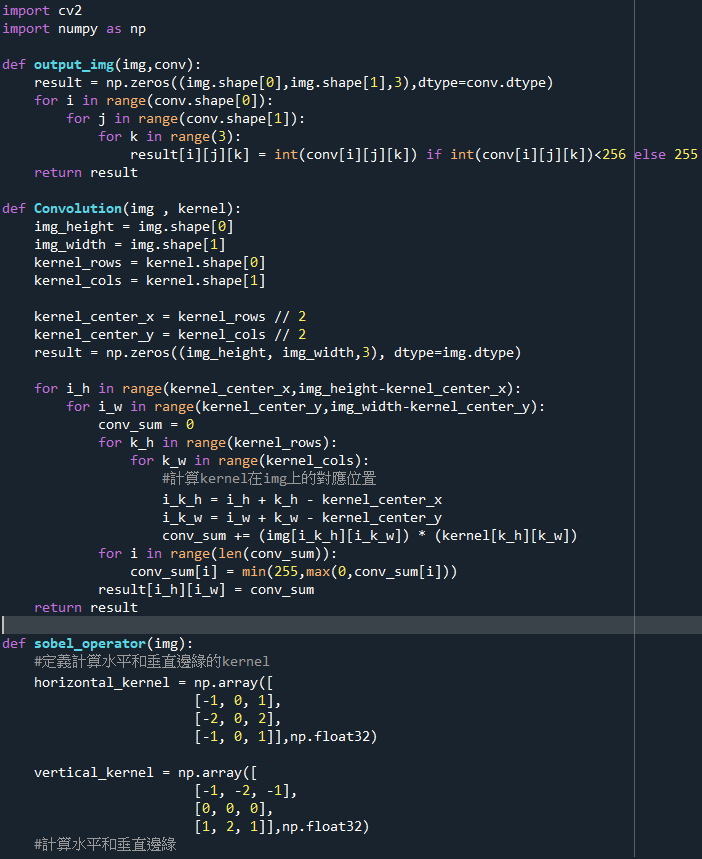 import cv2
import numpy as np

def output_img(img,conv):
    result = np.zeros((img.shape[0],img.shape[1],3),dtype=conv.dtype)
    for i in range(conv.shape[0]):
        for j in range(conv.shape[1]):
            for k in range(3):
                result[i][j][k] = int(conv[i][j][k]) if int(conv[i][j][k])<256 else 255
    return result

def Convolution(img , kernel):
    img_height = img.shape[0]
    img_width = img.shape[1]
    kernel_rows = kernel.shape[0]
    kernel_cols = kernel.shape[1]

    kernel_center_x = kernel_rows // 2
    kernel_center_y = kernel_cols // 2
    result = np.zeros((img_height, img_width,3), dtype=img.dtype)

    for i_h in range(kernel_center_x,img_height-kernel_center_x):
        for i_w in range(kernel_center_y,img_width-kernel_center_y):
            conv_sum = 0
            for k_h in range(kernel_rows):
                for k_w in range(kernel_cols):
                    #計算kernel在img上的對應位置
                    i_k_h = i_h + k_h - kernel_center_x
                    i_k_w = i_w + k_w - kernel_center_y
                    conv_sum += (img[i_k_h][i_k_w]) * (kernel[k_h][k_w])
            for i in range(len(conv_sum)):
                conv_sum[i] = min(255,max(0,conv_sum[i]))
            result[i_h][i_w] = conv_sum
    return result

def sobel_operator(img):
    #定義計算水平和垂直邊緣的kernel
    horizontal_kernel = np.array([
                        [-1, 0, 1],
                        [-2, 0, 2],
                        [-1, 0, 1]],np.float32)

    vertical_kernel = np.array([
                        [-1, -2, -1],
                        [0, 0, 0],
                        [1, 2, 1]],np.float32)
    #計算水平和垂直邊緣